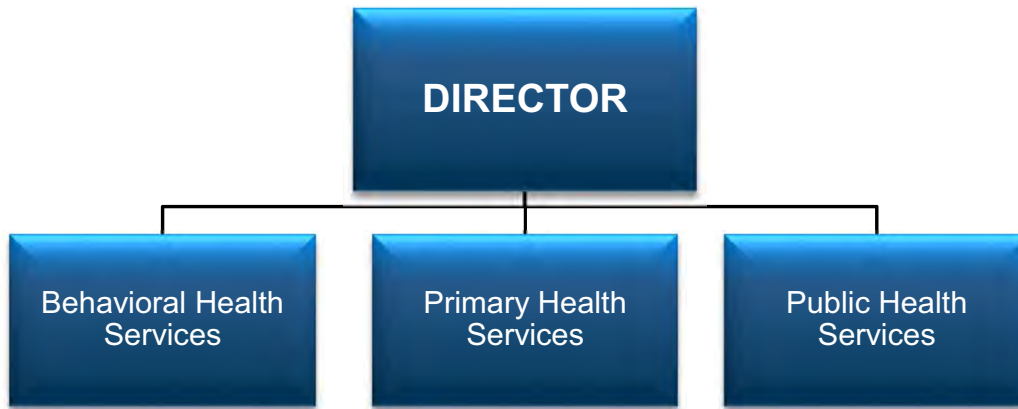 DIRECTOR
Behavioral Health
Services
Primary Health
Services
Public Health
Services